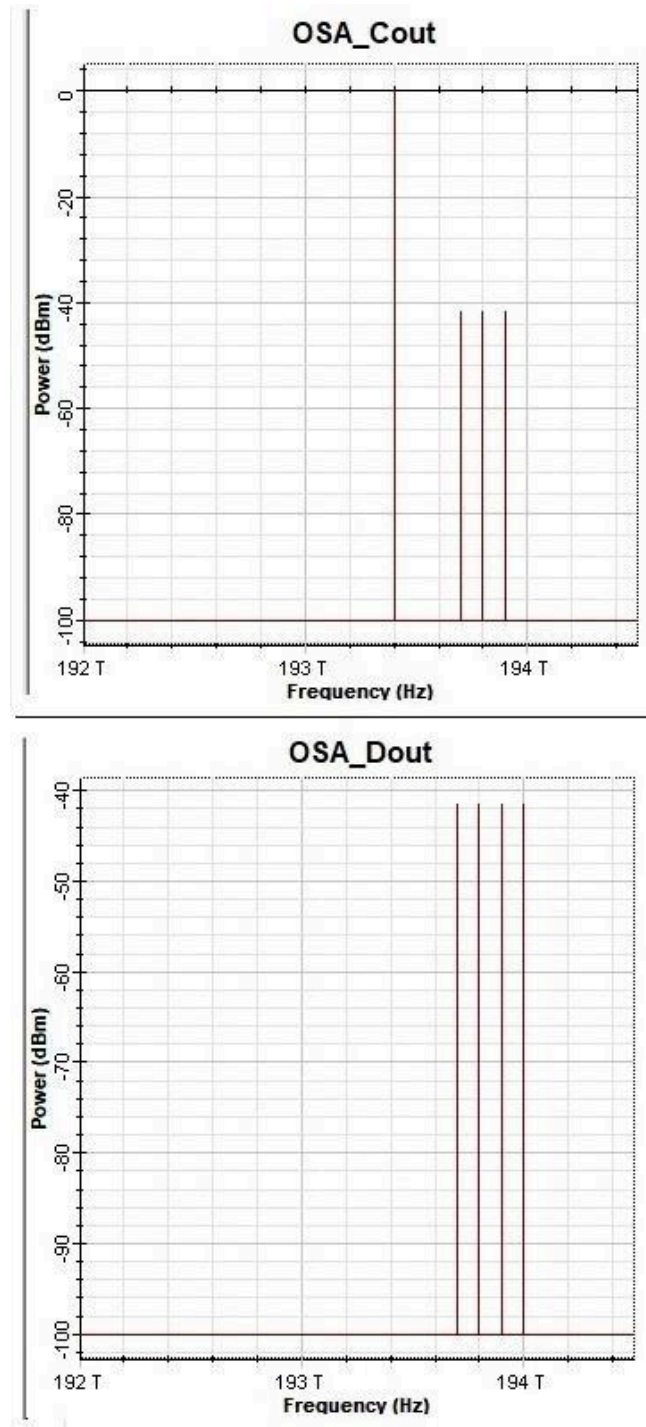 OSA_Cout
0
-20
-40
-60
-80
-100
Power (dBm)
192 T 193 T 194 T
Frequency (Hz)
OSA_Dout
-40
-50
-60
-70
-80
-90
-100
Power (dBm)
192 T 193 T 194 T
Frequency (Hz)